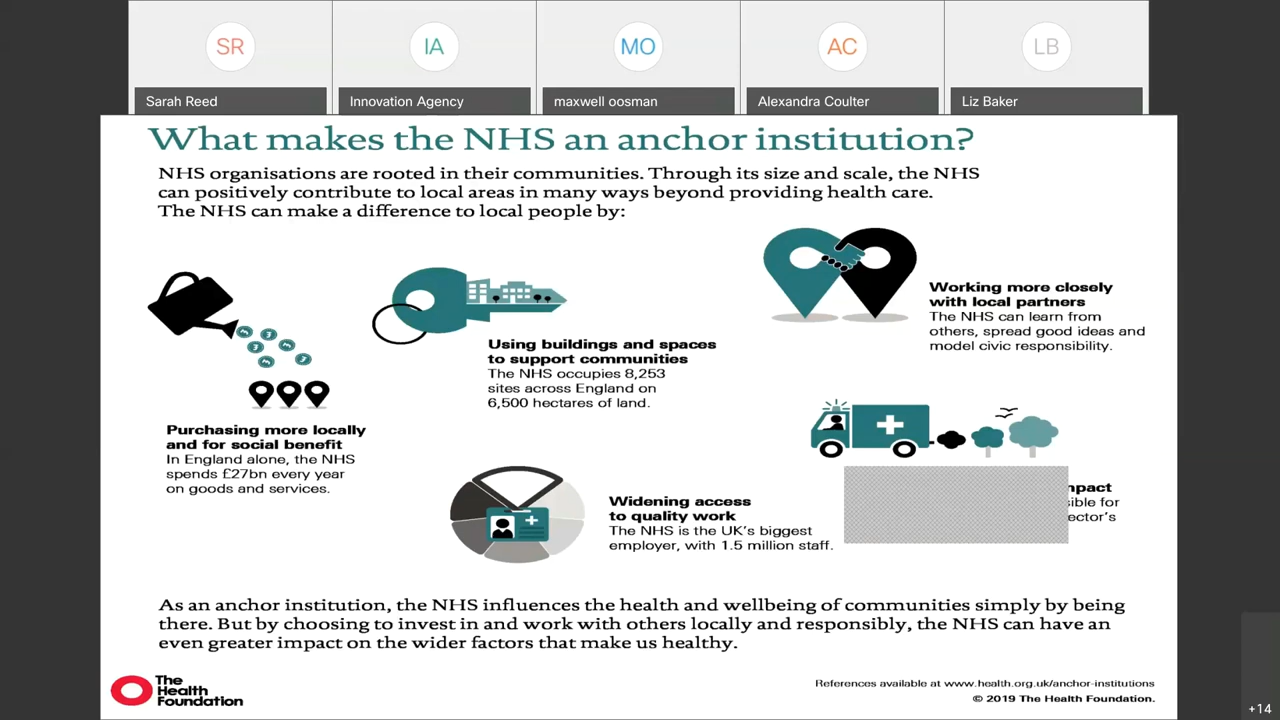 SR
IA
MO
AC
LB
Sarah Reed
Innovation Agency
maxwell oosman
Alexandra Coulter
Liz Baker
What makes the NHS an anchor institution?
NHS organisations are rooted in their communities. Through its size and scale, the NHS
can positively contribute to local areas in many ways beyond providing health care.
The NHS can make a difference to local people by:
Purchasing more locally
and for social benefit
In England alone, the NHS
spends £27bn every year
on goods and services.
Using buildings and spaces
to support communities
The NHS occupies 8,253
sites across England on
6,500 hectares of land.
Working more closely
with local partners
The NHS can learn from
others, spread good ideas and
model civic responsibility.
Widening access
to quality work
The NHS is the UK's biggest
employer, with 1.5 million staff.
As an anchor institution, the NHS influences the health and wellbeing of communities simply by being
there. But by choosing to invest in and work with others locally and responsibly, the NHS can have an
even greater impact on the wider factors that make us healthy.
The
Health
Foundation
References available at www.health.org.uk/anchor-institutions
© 2019 The Health Foundation.
+14